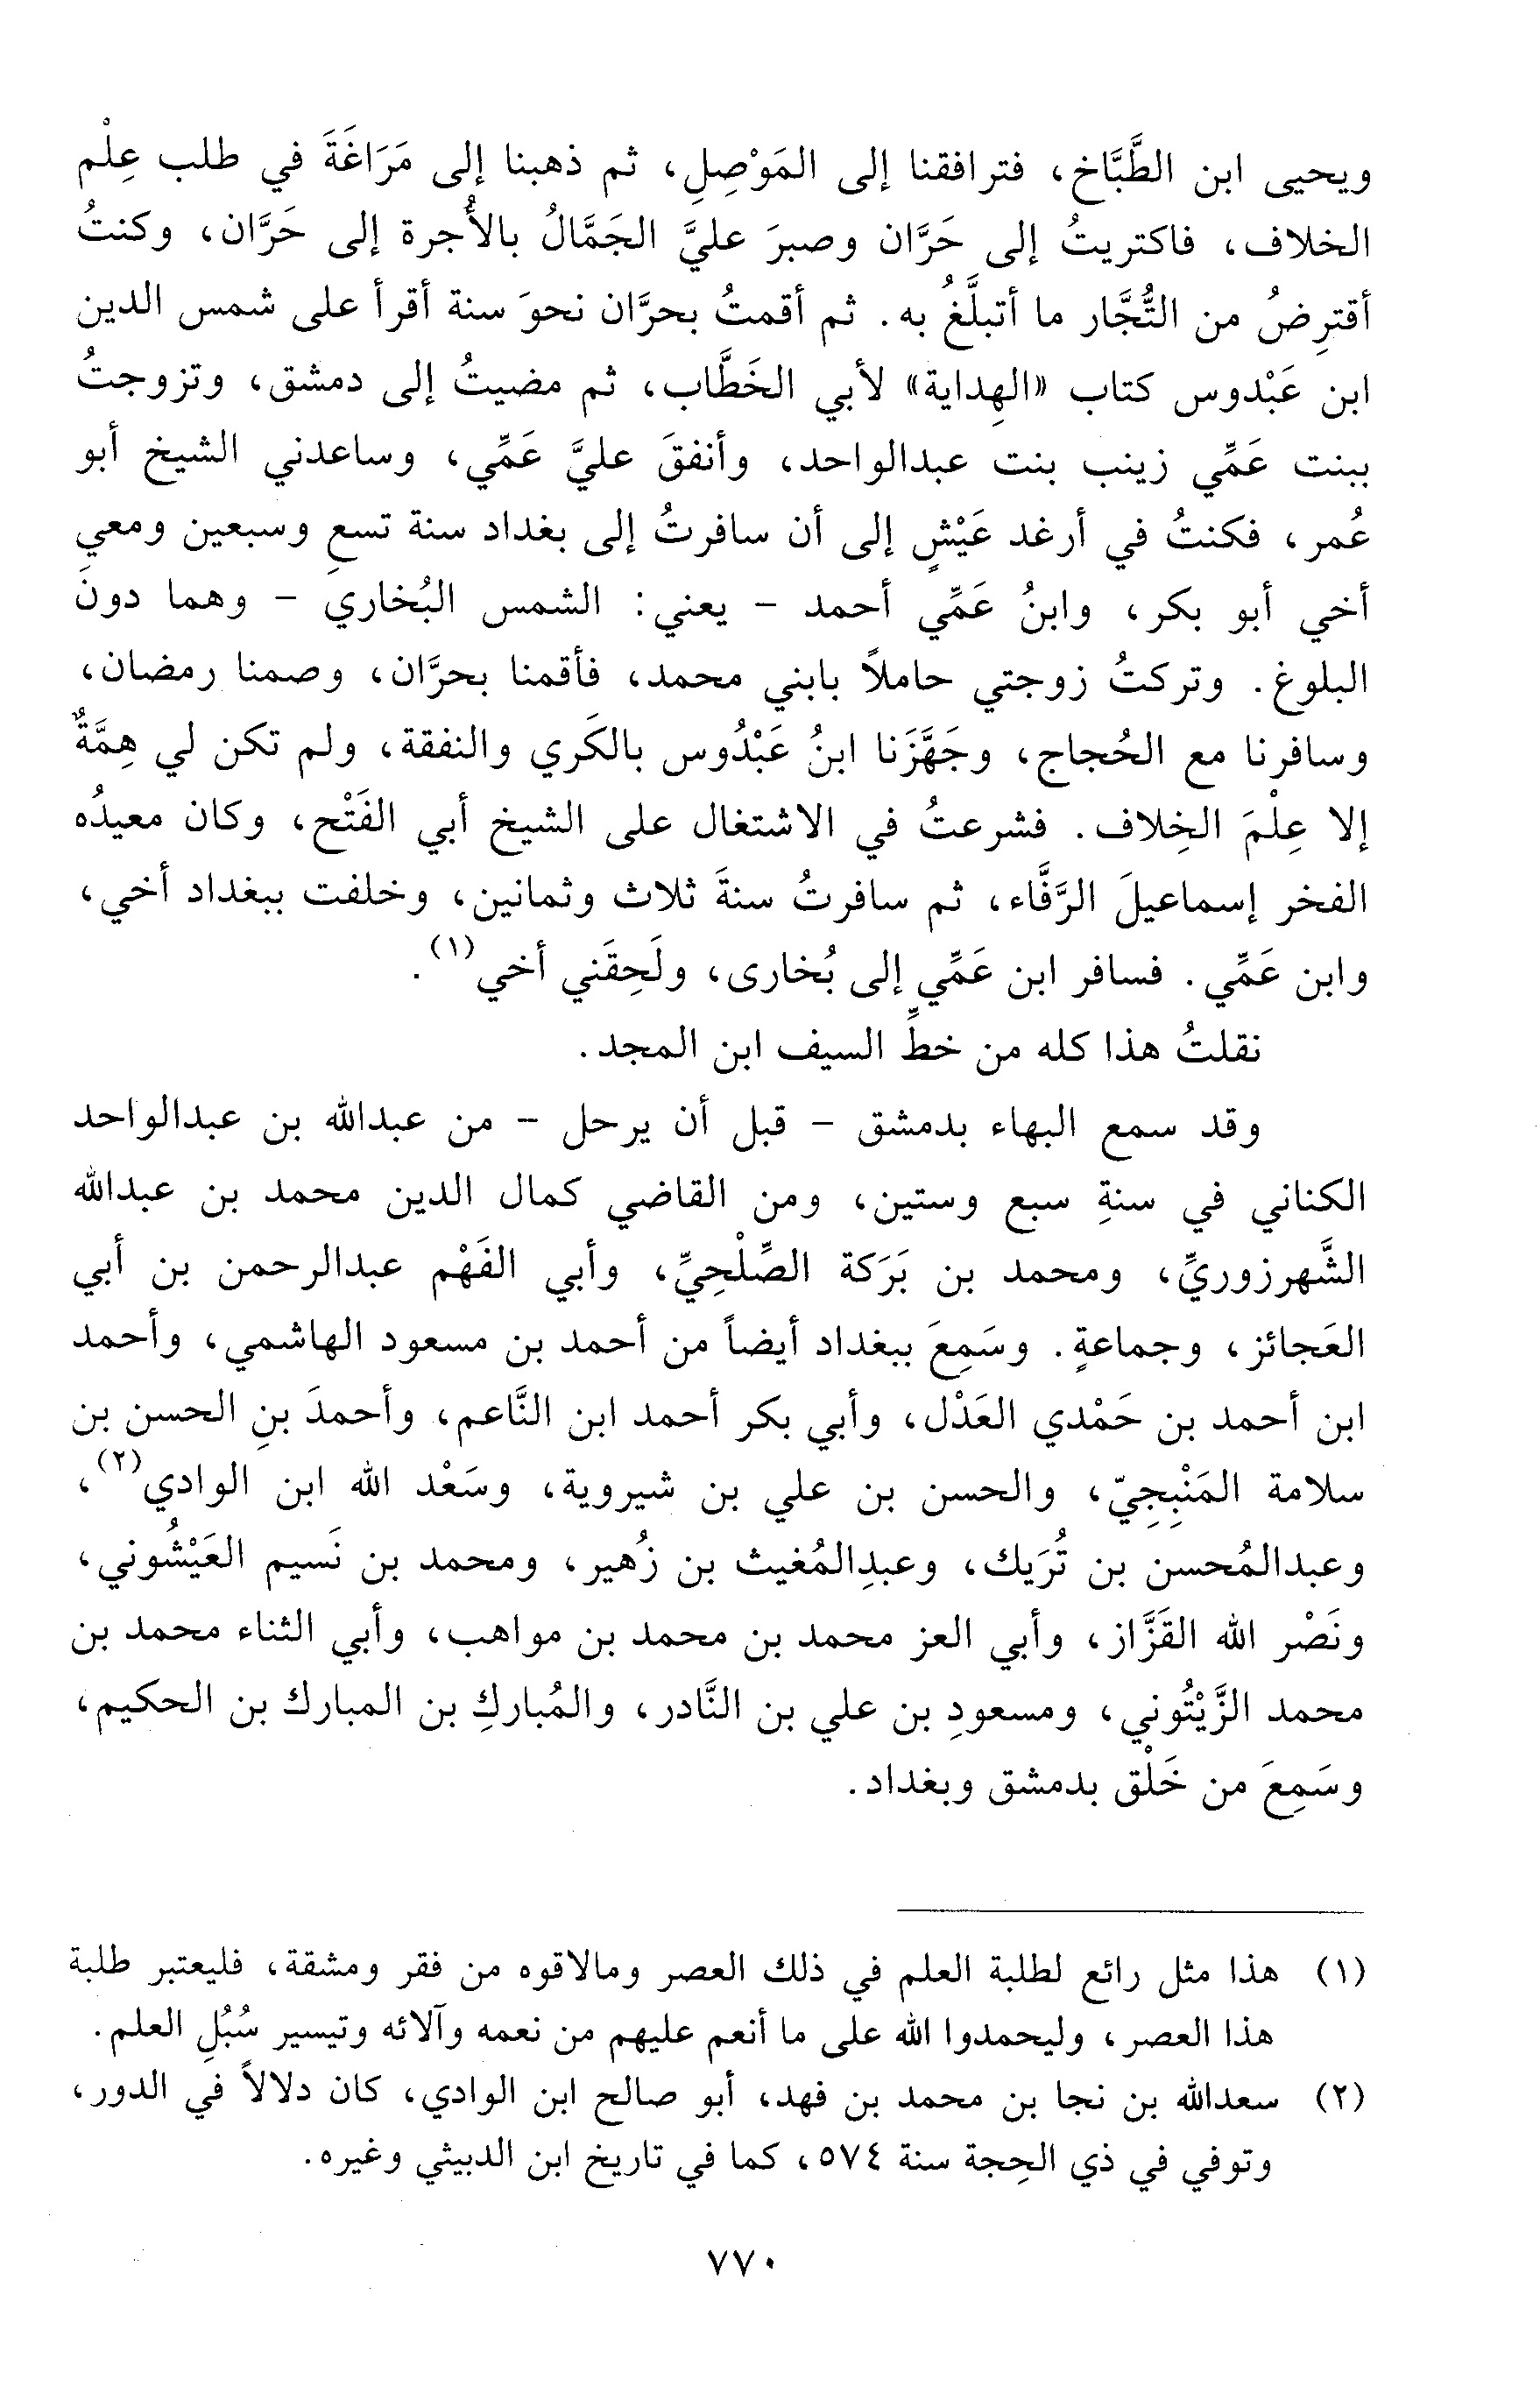 ويحيى ابن الطَّبَّاخ، فترافقنا إلى المَوْصِلِ، ثم ذهبنا إلى مَرَاغَةَ في طلب عِلْم
الخلاف، فاكتريتُ إلى حَرَّان وصبرَ عليَّ الجَمَّالُ بالأُجرة إلى حَرَّان، وكنتُ
أقترِضُ من التُّجَّار ما أتبلَّغُ به. ثم أقمتُ بحرَّان نحوَ سنة أقرأ على شمس الدين
ابن عَبْدوس كتاب «الهِداية» لأبي الخَطَّاب، ثم مضيتُ إلى دمشق، وتزوجتُ
ببنت عَمِّي زينب بنت عبدالواحد، وأنفقَ عليَّ عَمِّي، وساعدني الشيخ أبو
عُمر، فكنتُ في أرغد عَيْشٍ إلى أن سافرتُ إلى بغداد سنة تسعِ وسبعين ومعي
أخي أبو بكر، وابنُ عَمِّي أحمد - يعني: الشمس البُخاري - وهما دونَ
البلوغ. وتركتُ زوجتي حاملاً بابني محمد، فأقمنا بحرَّان، وصمنا رمضان،
وسافرنا مع الحُجاج، وجَهَّزَنا ابنُ عَبْدُوس بالكَري والنفقة، ولم تكن لي هِمَّةٌ
إلا عِلْمَ الخِلاف. فشرعتُ في الاشتغال على الشيخ أبي الفَتْح، وكان معيدُه
الفخر إسماعيلَ الرَّفَّاء، ثم سافرتُ سنةَ ثلاث وثمانين، وخلفت ببغداد أخي،
وابن عَمِّي. فسافر ابن عَمِّي إلى بُخارى، ولَحِقَني أخي(١).
نقلتُ هذا كله من خطِّ السيف ابن المجد.
وقد سمع البهاء بدمشق - قبل أن يرحل - من عبدالله بن عبدالواحد
الكناني في سنةِ سبع وستين، ومن القاضي كمال الدين محمد بن عبدالله
الشَّهرزوريِّ، ومحمد بن بَرَكة الصِّلْحِيِّ، وأبي الفَهْم عبدالرحمن بن أبي
العَجائز، وجماعةٍ. وسَمِعَ ببغداد أيضاً من أحمد بن مسعود الهاشمي، وأحمد
ابن أحمد بن حَمْدي العَدْل، وأبي بكر أحمد ابن النَّاعم، وأحمدَ بنِ الحسن بن
سلامة المَنْبِجِيّ، والحسن بن علي بن شيروية، وسَعْد الله ابن الوادي(٢)،
وعبدالمُحسن بن تُرَيك، وعبدِالمُغيث بن زُهير، ومحمد بن نَسيم العَيْشُوني،
ونَصْر الله القَزَّاز، وأبي العز محمد بن محمد بن مواهب، وأبي الثناء محمد بن
محمد الزَّيْتُوني، ومسعودِ بن علي بن النَّادر، والمُباركِ بن المبارك بن الحكيم،
وسَمِعَ من خَلْق بدمشق وبغداد.
(١) هذا مثل رائع لطلبة العلم في ذلك العصر ومالاقوه من فقر ومشقة، فليعتبر طلبة
هذا العصر، وليحمدوا الله على ما أنعم عليهم من نعمه وآلائه وتيسير سُبُلِ العلم.
(٢) سعدالله بن نجا بن محمد بن فهد، أبو صالح ابن الوادي، كان دلالاً في الدور،
وتوفي في ذي الحِجة سنة ٥٧٤، كما في تاريخ ابن الدبيثي وغيره.
٧٧٠